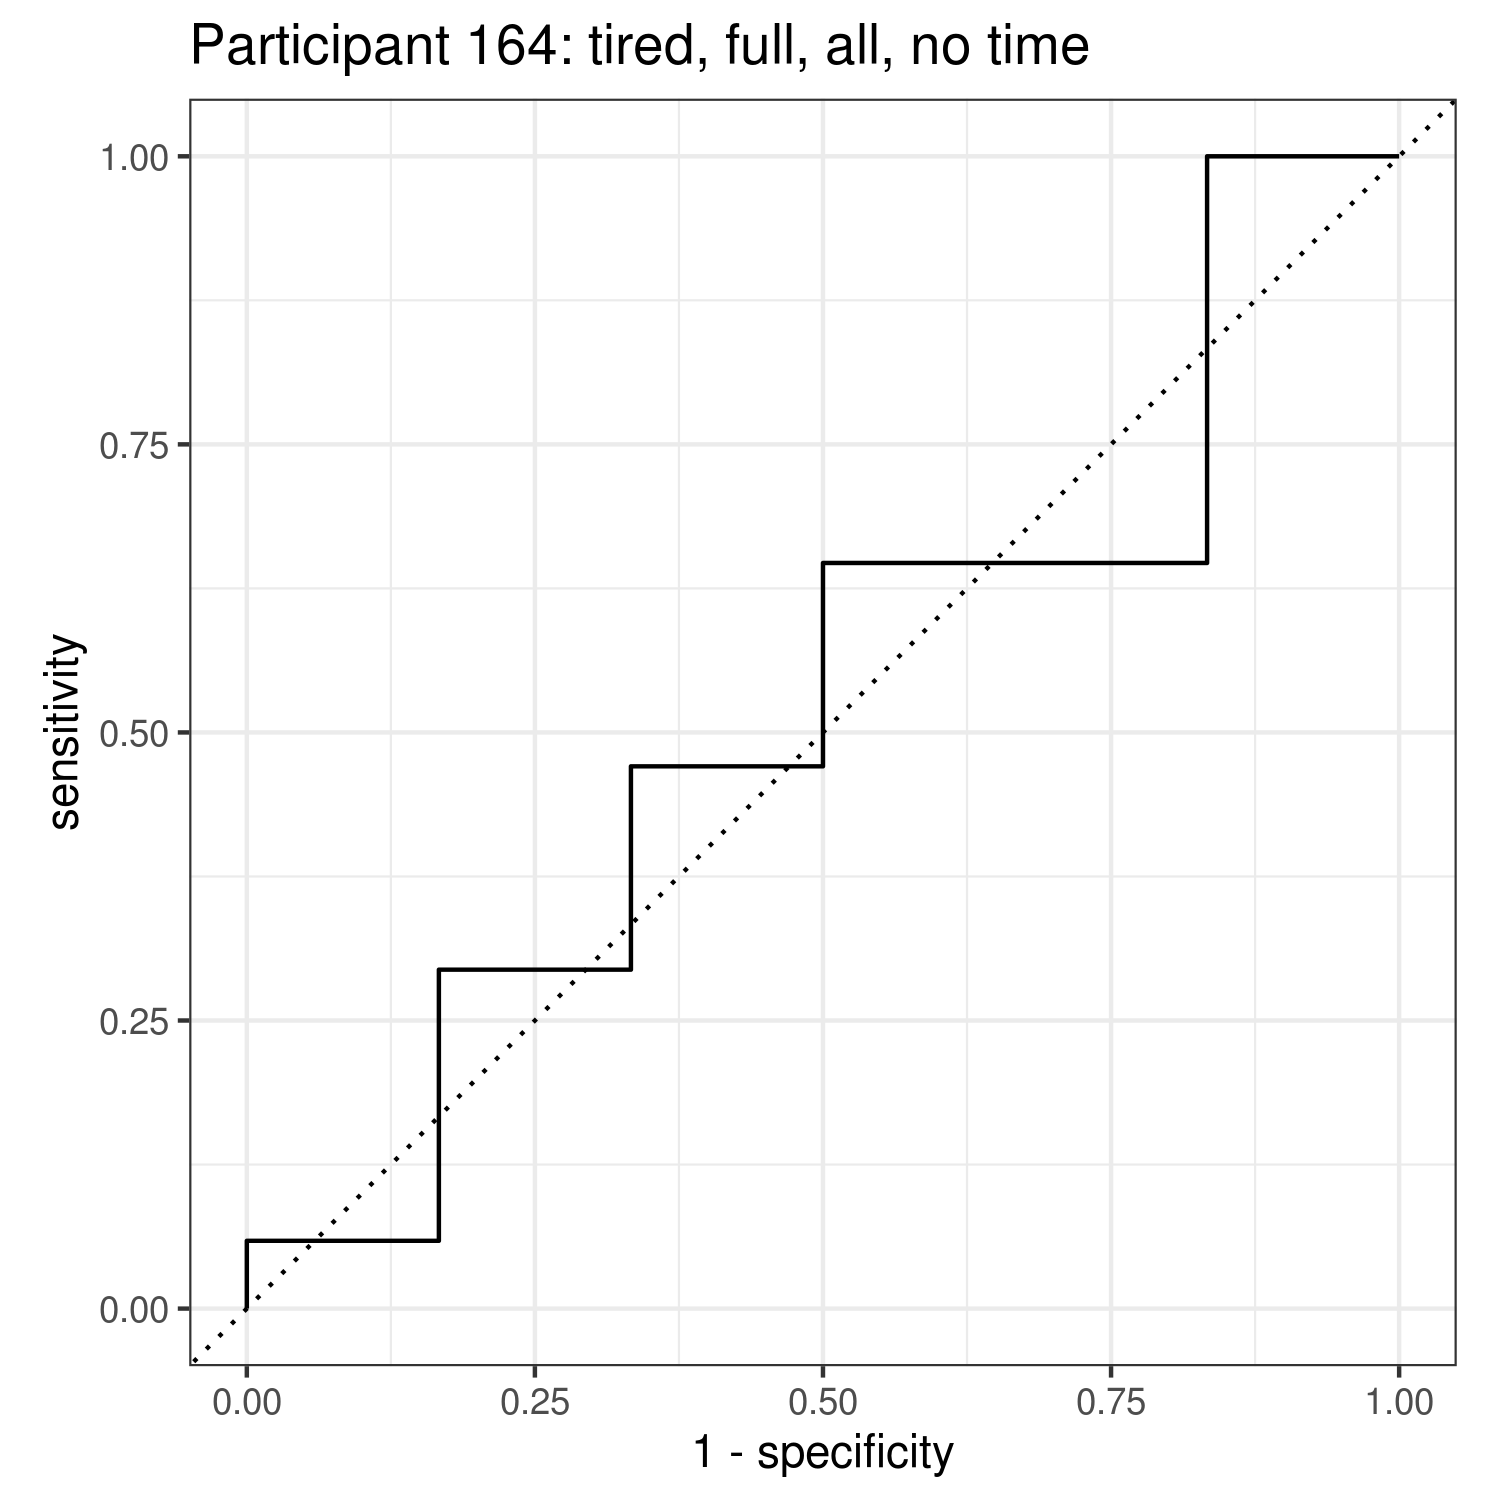 Participant 164: tired, full, all, no time
1.00
0.75
0.50
0.25
0.00
sensitivity
0.00 0.25 0.50 0.75 1.00
1 - specificity